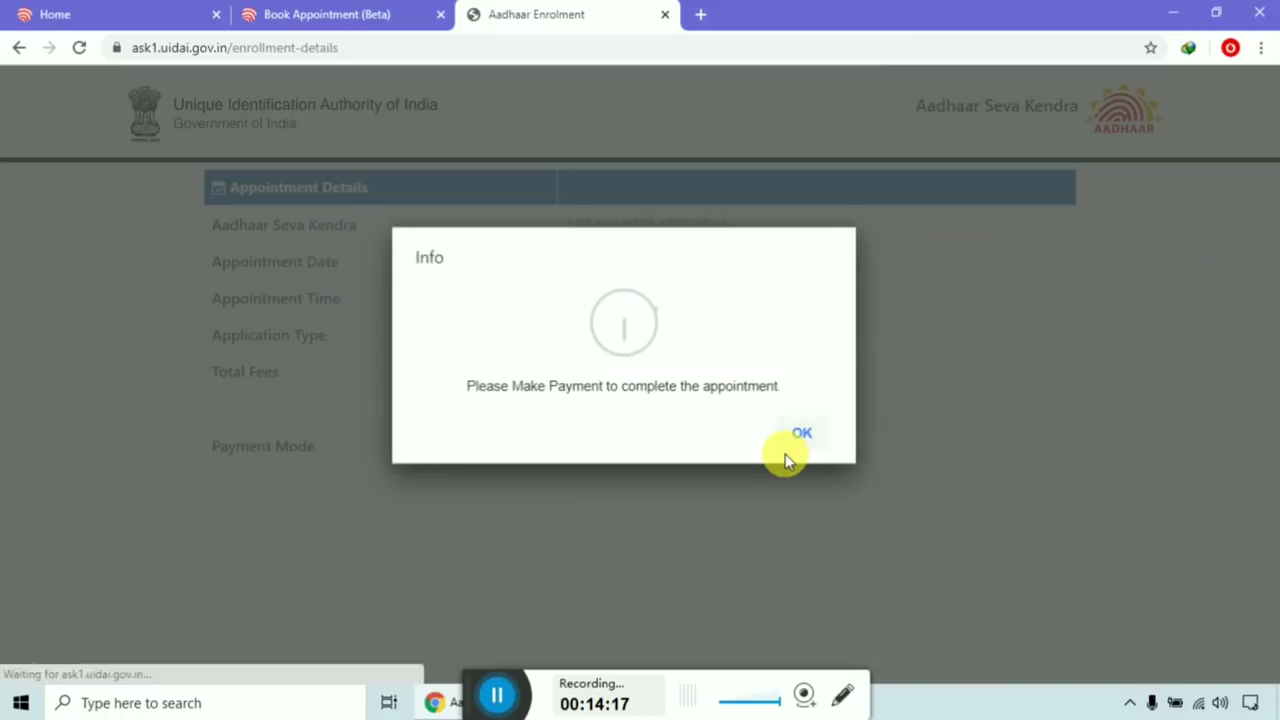 Home
Book Appointment (Beta)
Aadhaar Enrolment
ask1.uidai.gov.in/enrollment-details
Unique Identification Authority of India
Government of India
Aadhaar Seva Kendra
AADHAAR
Appointment Details
Aadhaar Seva Kendra
Appointment Date
Appointment Time
Application Type
Total Fees
Payment Mode
Info
Please Make Payment to complete the appointment.
OK
Waiting for ask1.uidai.gov.in...
Type here to search
Aa
Recording...
00:14:17